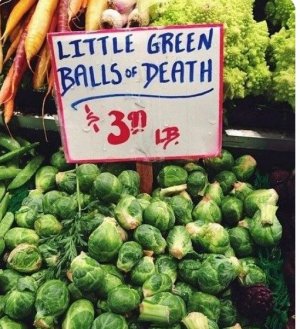 LITTLE GREEN
BALLS OF DEATH
$ 3.99 LB.